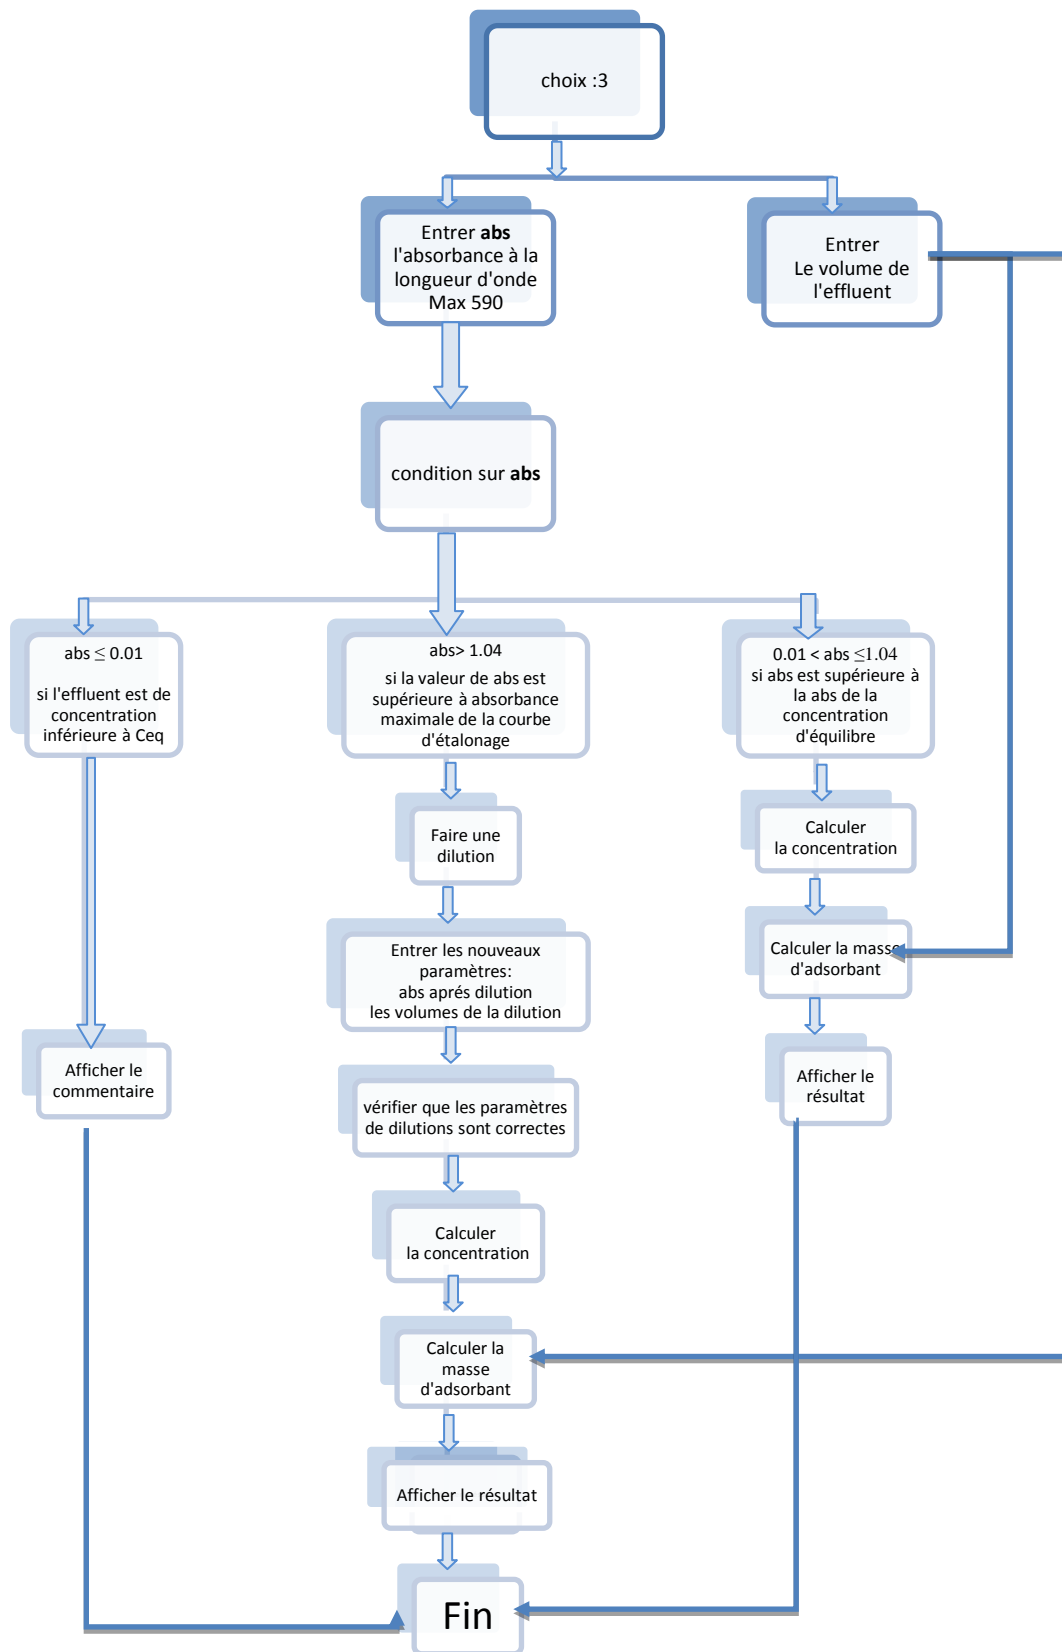 choix :3
Entrer abs
l'absorbance à la
longueur d'onde
Max 590
Entrer
Le volume de
l'effluent
condition sur abs
abs ≤ 0.01
si l'effluent est de
concentration
inférieure à Ceq
abs> 1.04
si la valeur de abs est
supérieure à absorbance
maximale de la courbe
d'étalonage
0.01 < abs ≤1.04
si abs est supérieure à
la abs de la
concentration
d'équilibre
Faire une
dilution
Calculer
la concentration
Entrer les nouveaux
paramètres:
abs aprés dilution
les volumes de la dilution
Calculer la masse
d'adsorbant
Afficher le
commentaire
vérifier que les paramètres
de dilutions sont correctes
Afficher le
résultat
Calculer
la concentration
Calculer la
masse
d'adsorbant
Afficher le résultat
Fin